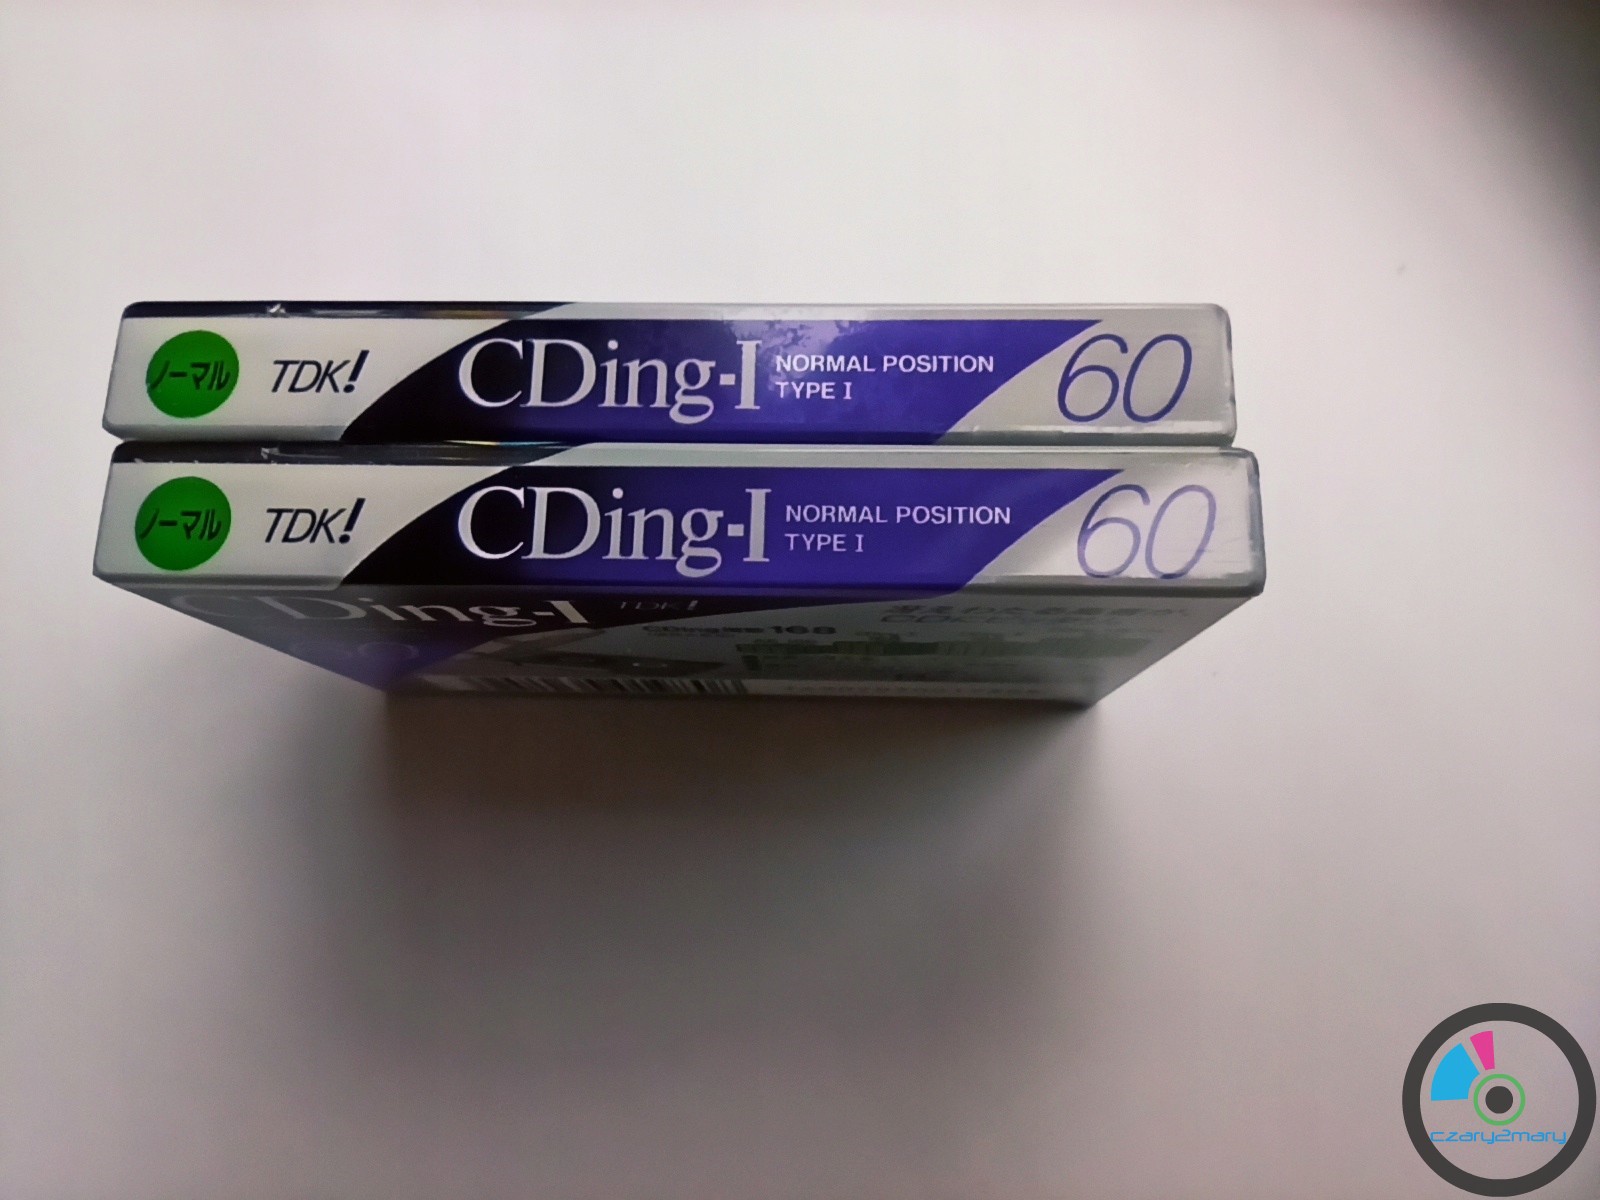 ノーマル TDK! CDing-I NORMAL POSITION 60
TYPE I
ノーマル TDK! CDing-I NORMAL POSITION 60
TYPE I
CDing-I TDK!
czary2mary